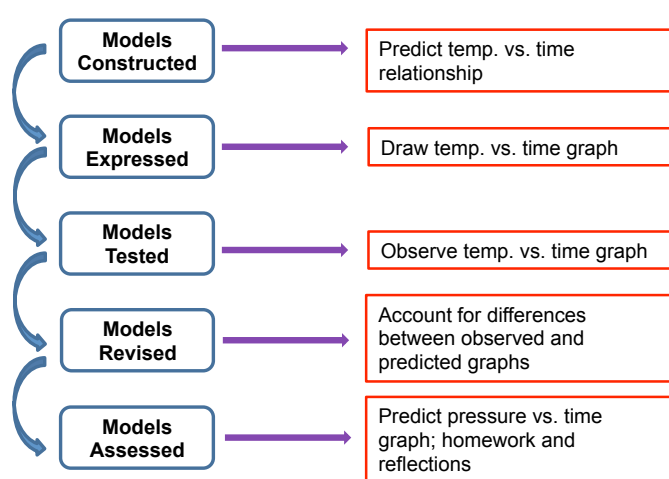 Models
Constructed
Predict temp. vs. time
relationship
Models
Expressed
Draw temp. vs. time graph
Models
Tested
Observe temp. vs. time graph
Models
Revised
Account for differences
between observed and
predicted graphs
Models
Assessed
Predict pressure vs. time
graph; homework and
reflections